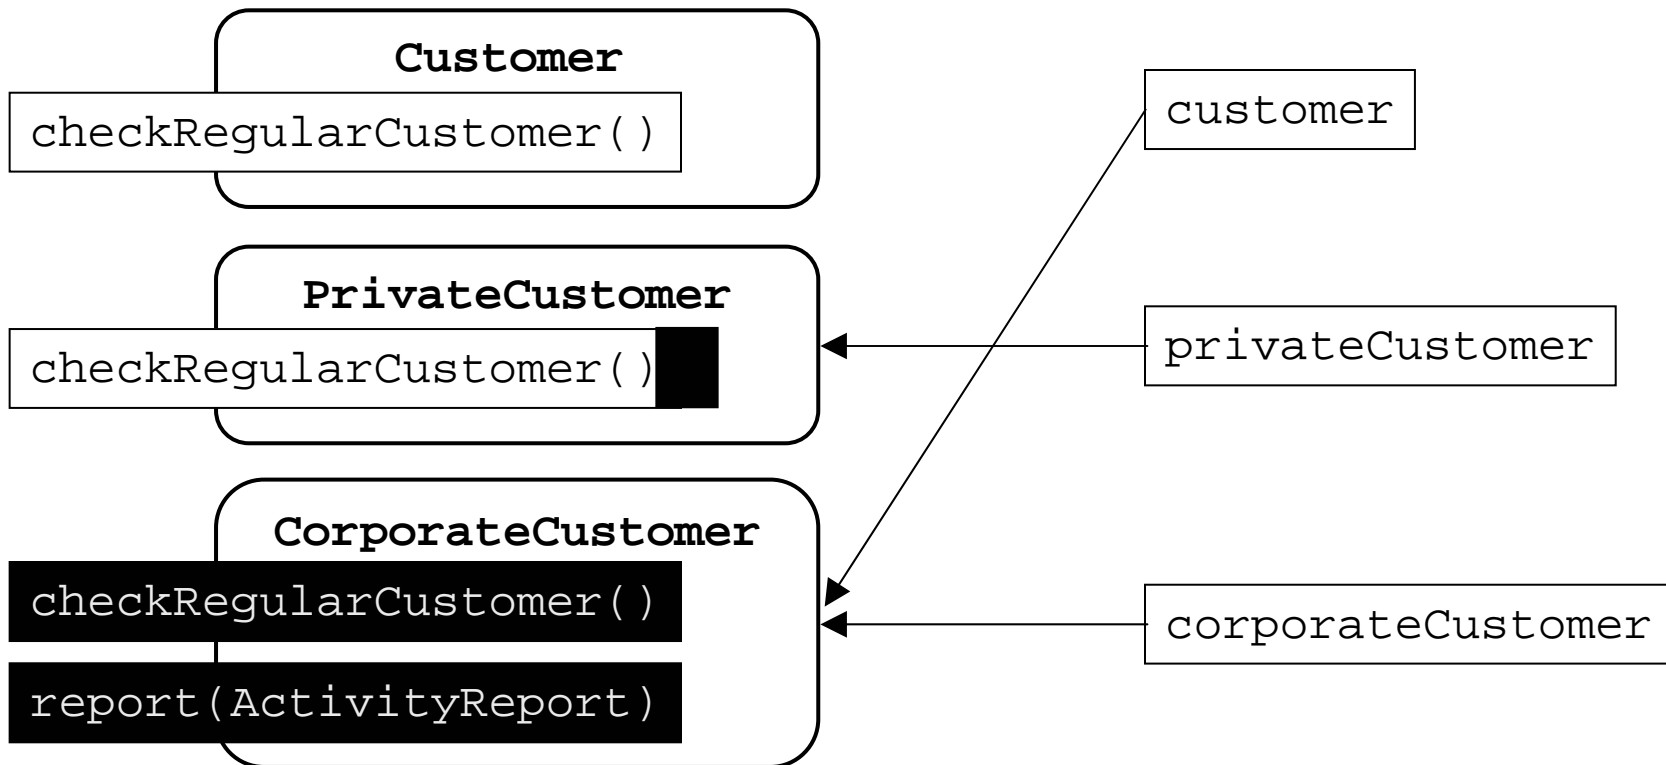 Customer
checkRegularCustomer()
customer
PrivateCustomer
checkRegularCustomer()
privateCustomer
CorporateCustomer
checkRegularCustomer()
corporateCustomer
report(ActivityReport)